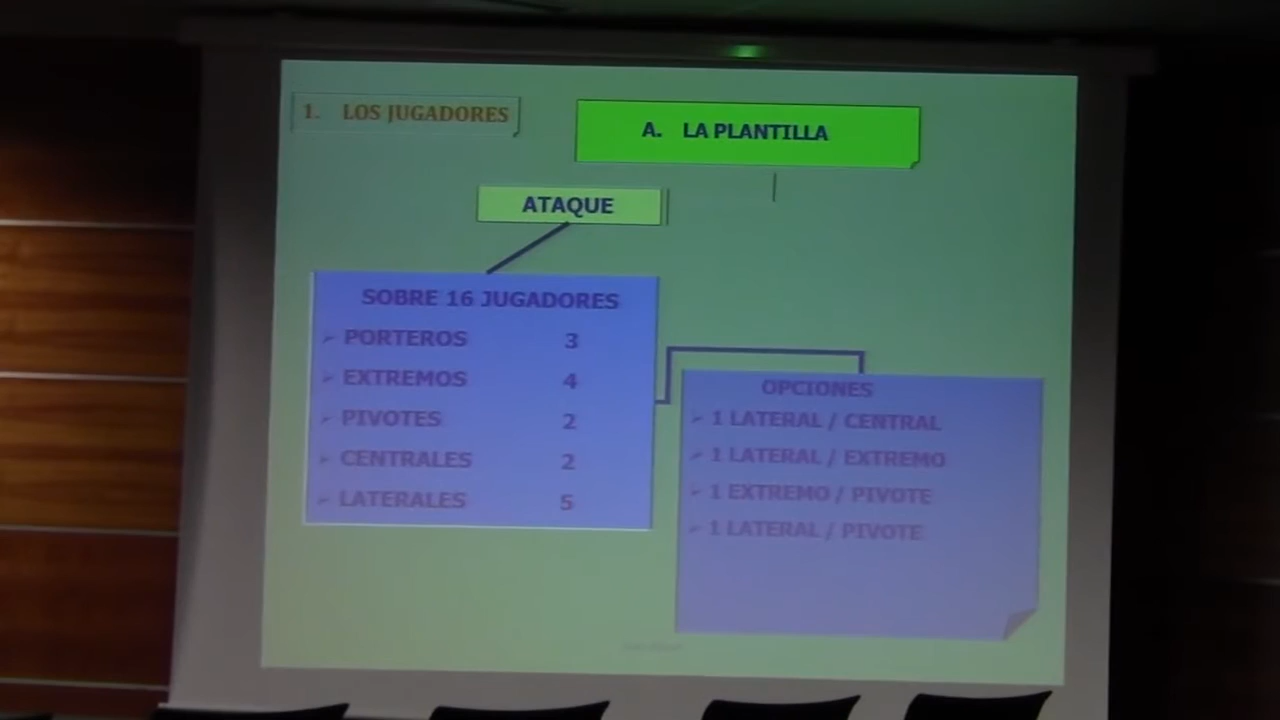 1. LOS JUGADORES
A. LA PLANTILLA
ATAQUE
SOBRE 16 JUGADORES
PORTEROS 3
EXTREMOS 4
PIVOTES 2
CENTRALES 2
LATERALES 5
OPCIONES
1 LATERAL / CENTRAL
1 LATERAL / EXTREMO
1 EXTREMO / PIVOTE
1 LATERAL / PIVOTE